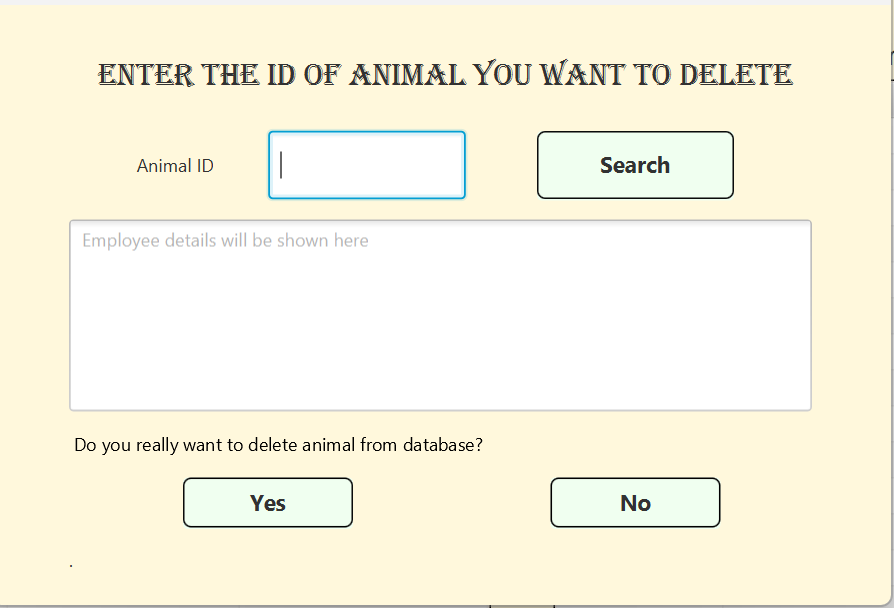 ENTER THE ID OF ANIMAL YOU WANT TO DELETE
Animal ID
Search
Employee details will be shown here
Do you really want to delete animal from database?
Yes
No
.